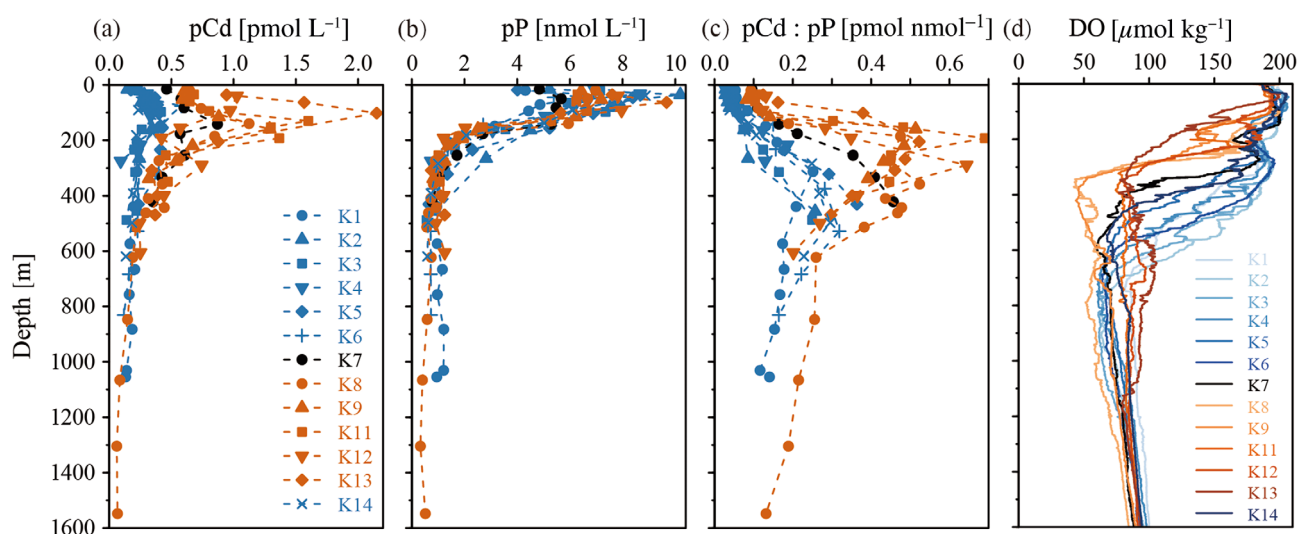 (a) pCd [pmol L⁻¹]
(b) pP [nmol L⁻¹]
(c) pCd : pP [pmol nmol⁻¹]
(d) DO [μmol kg⁻¹]
0 0.5 1.0 1.5 2.0
0 2 4 6 8 10
0 0.2 0.4 0.6
50 100 150 200
Depth [m]
0
200
400
600
800
1000
1200
1400
1600
K1
K2
K3
K4
K5
K6
K7
K8
K9
K11
K12
K13
K14
K1
K2
K3
K4
K5
K6
K7
K8
K9
K11
K12
K13
K14